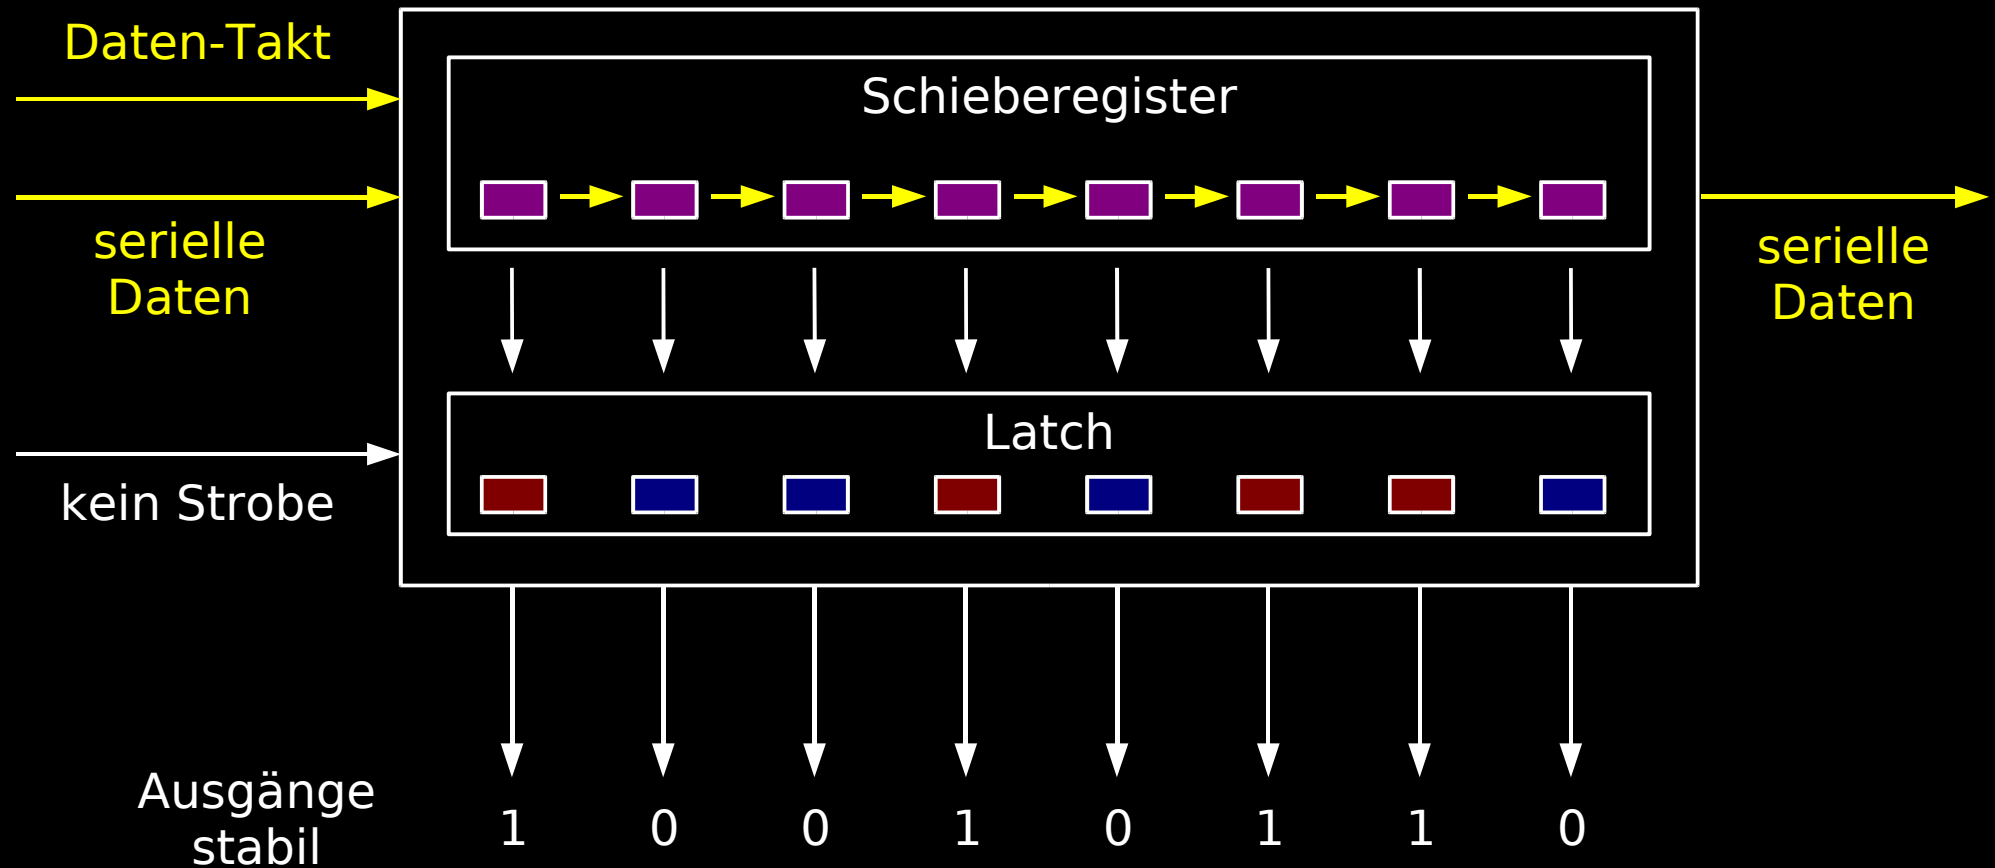 Daten-Takt
Schieberegister
serielle
Daten
serielle
Daten
Latch
kein Strobe
Ausgänge
stabil
1 0 0 1 0 1 1 0